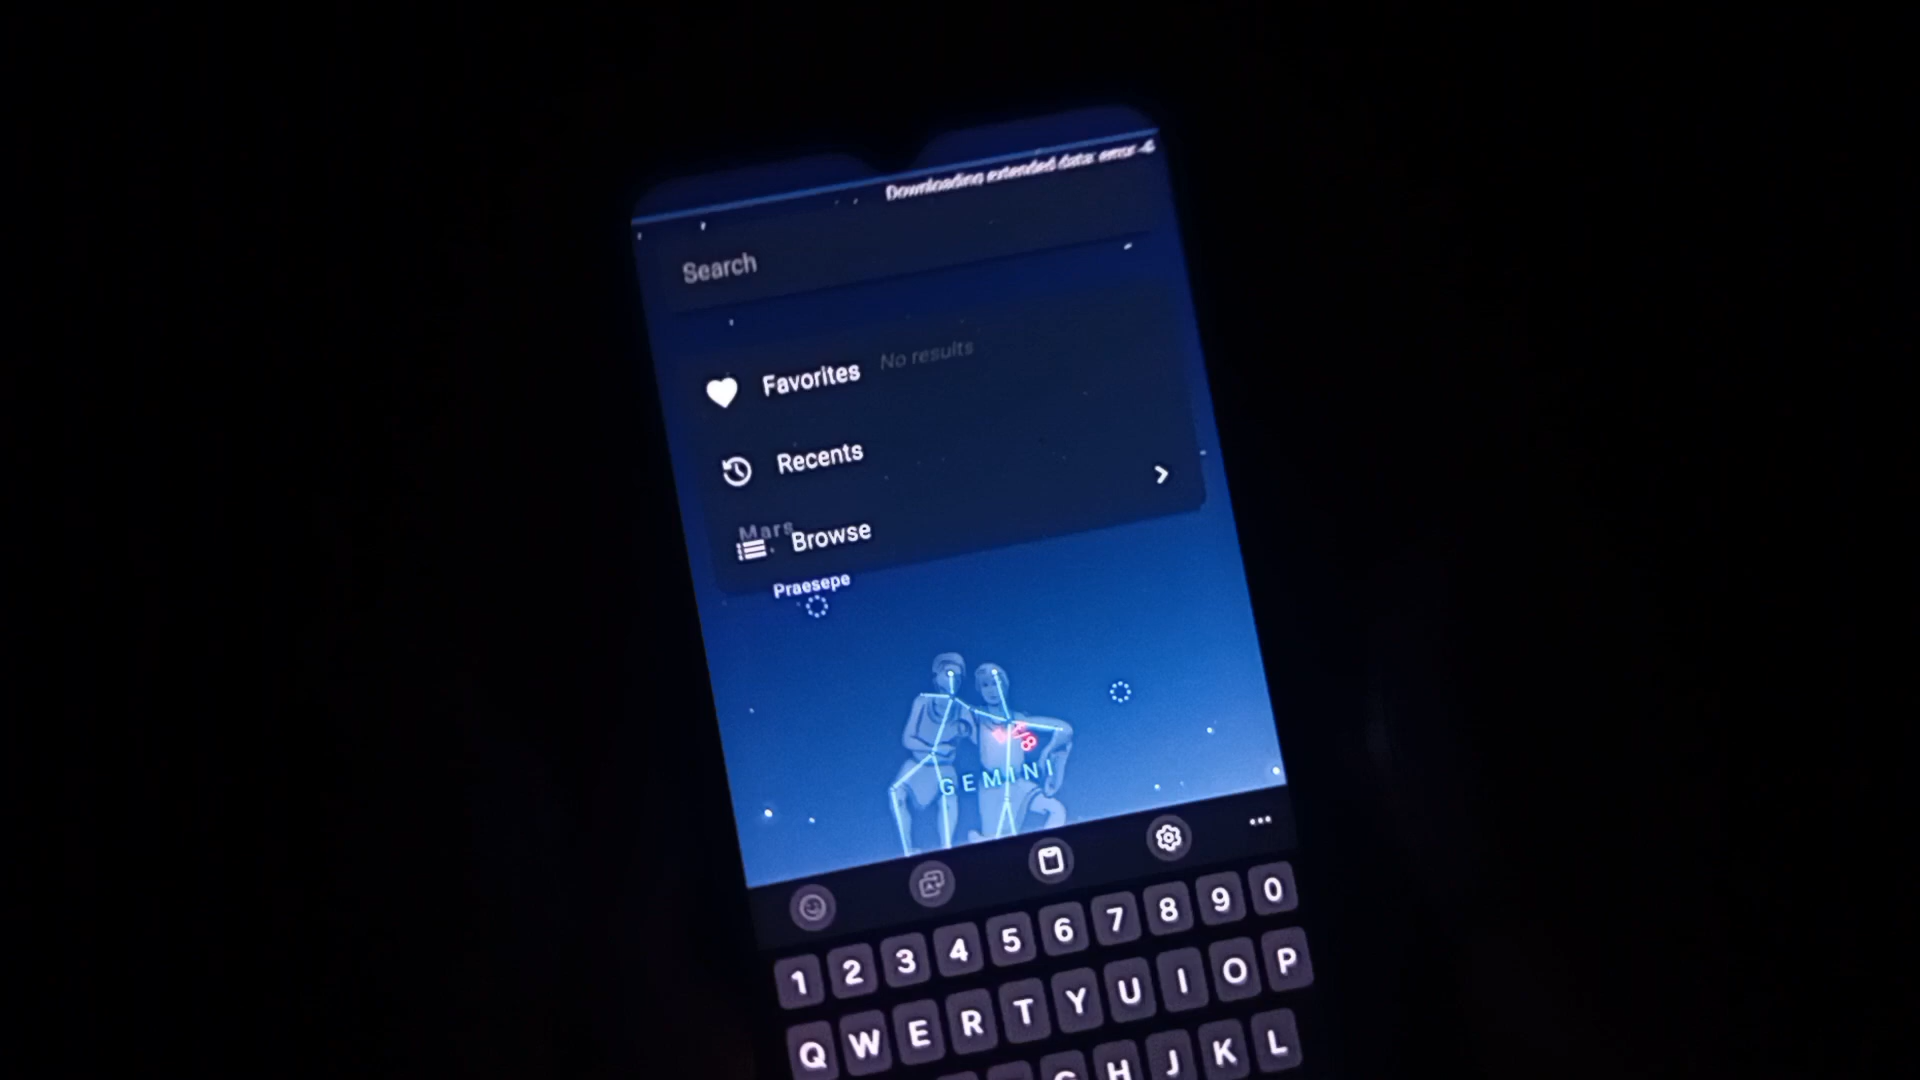 Downloading extended data: error -4
Search
Favorites No results
Recents
Mars
Browse
Praesepe
GEMINI
1 2 3 4 5 6 7 8 9 0
Q W E R T Y U I O P
G H J K L